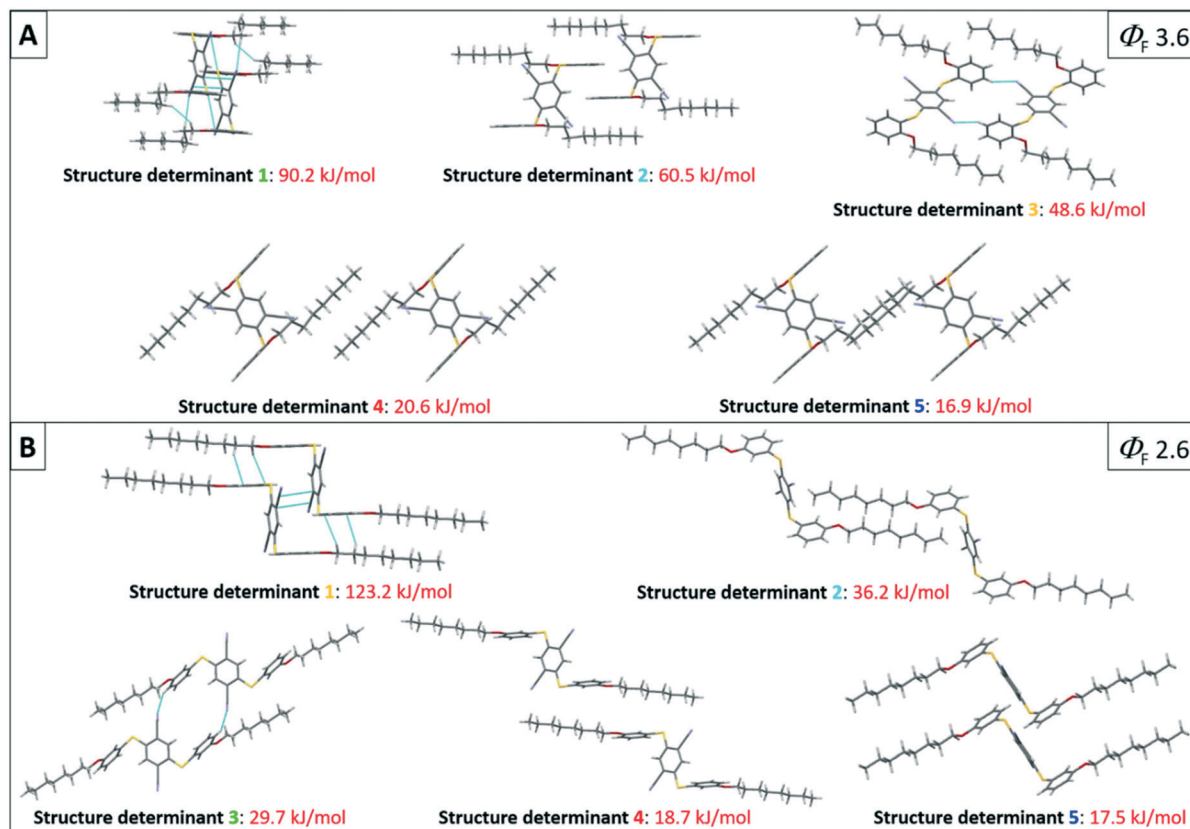 A
ΦF 3.6
Structure determinant 1: 90.2 kJ/mol
Structure determinant 2: 60.5 kJ/mol
Structure determinant 3: 48.6 kJ/mol
Structure determinant 4: 20.6 kJ/mol
Structure determinant 5: 16.9 kJ/mol
B
ΦF 2.6
Structure determinant 1: 123.2 kJ/mol
Structure determinant 2: 36.2 kJ/mol
Structure determinant 3: 29.7 kJ/mol
Structure determinant 4: 18.7 kJ/mol
Structure determinant 5: 17.5 kJ/mol